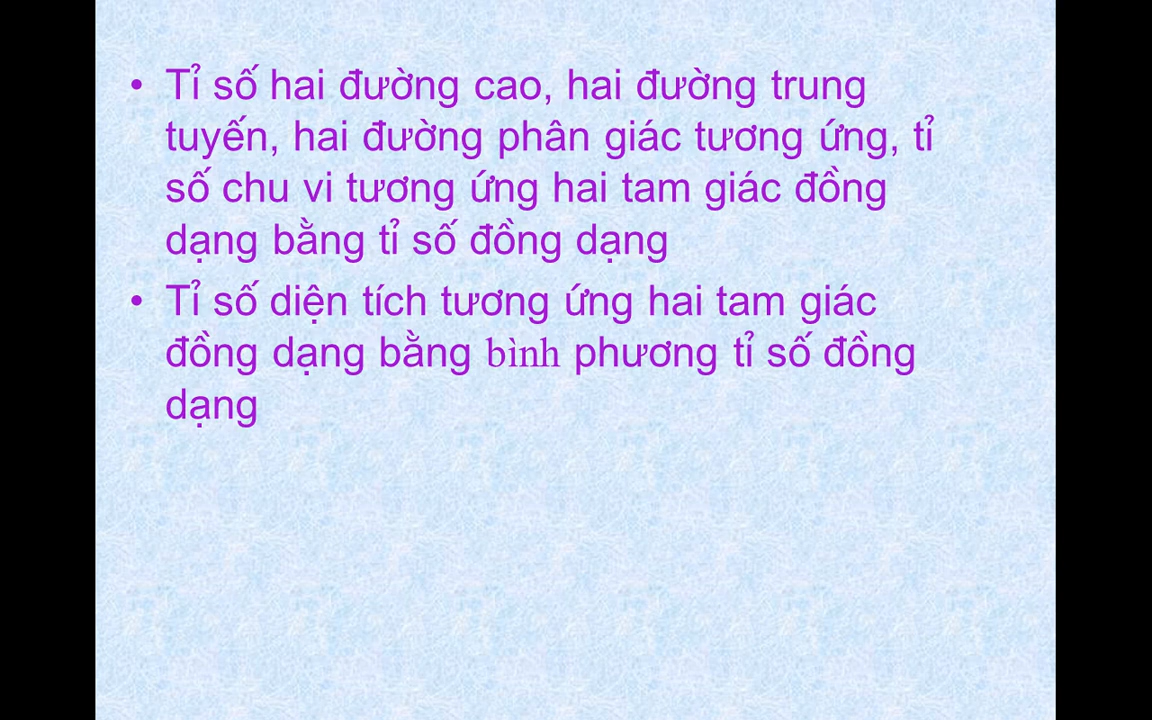 • Tỉ số hai đường cao, hai đường trung
tuyến, hai đường phân giác tương ứng, tỉ
số chu vi tương ứng hai tam giác đồng
dạng bằng tỉ số đồng dạng
• Tỉ số diện tích tương ứng hai tam giác
đồng dạng bằng bình phương tỉ số đồng
dạng